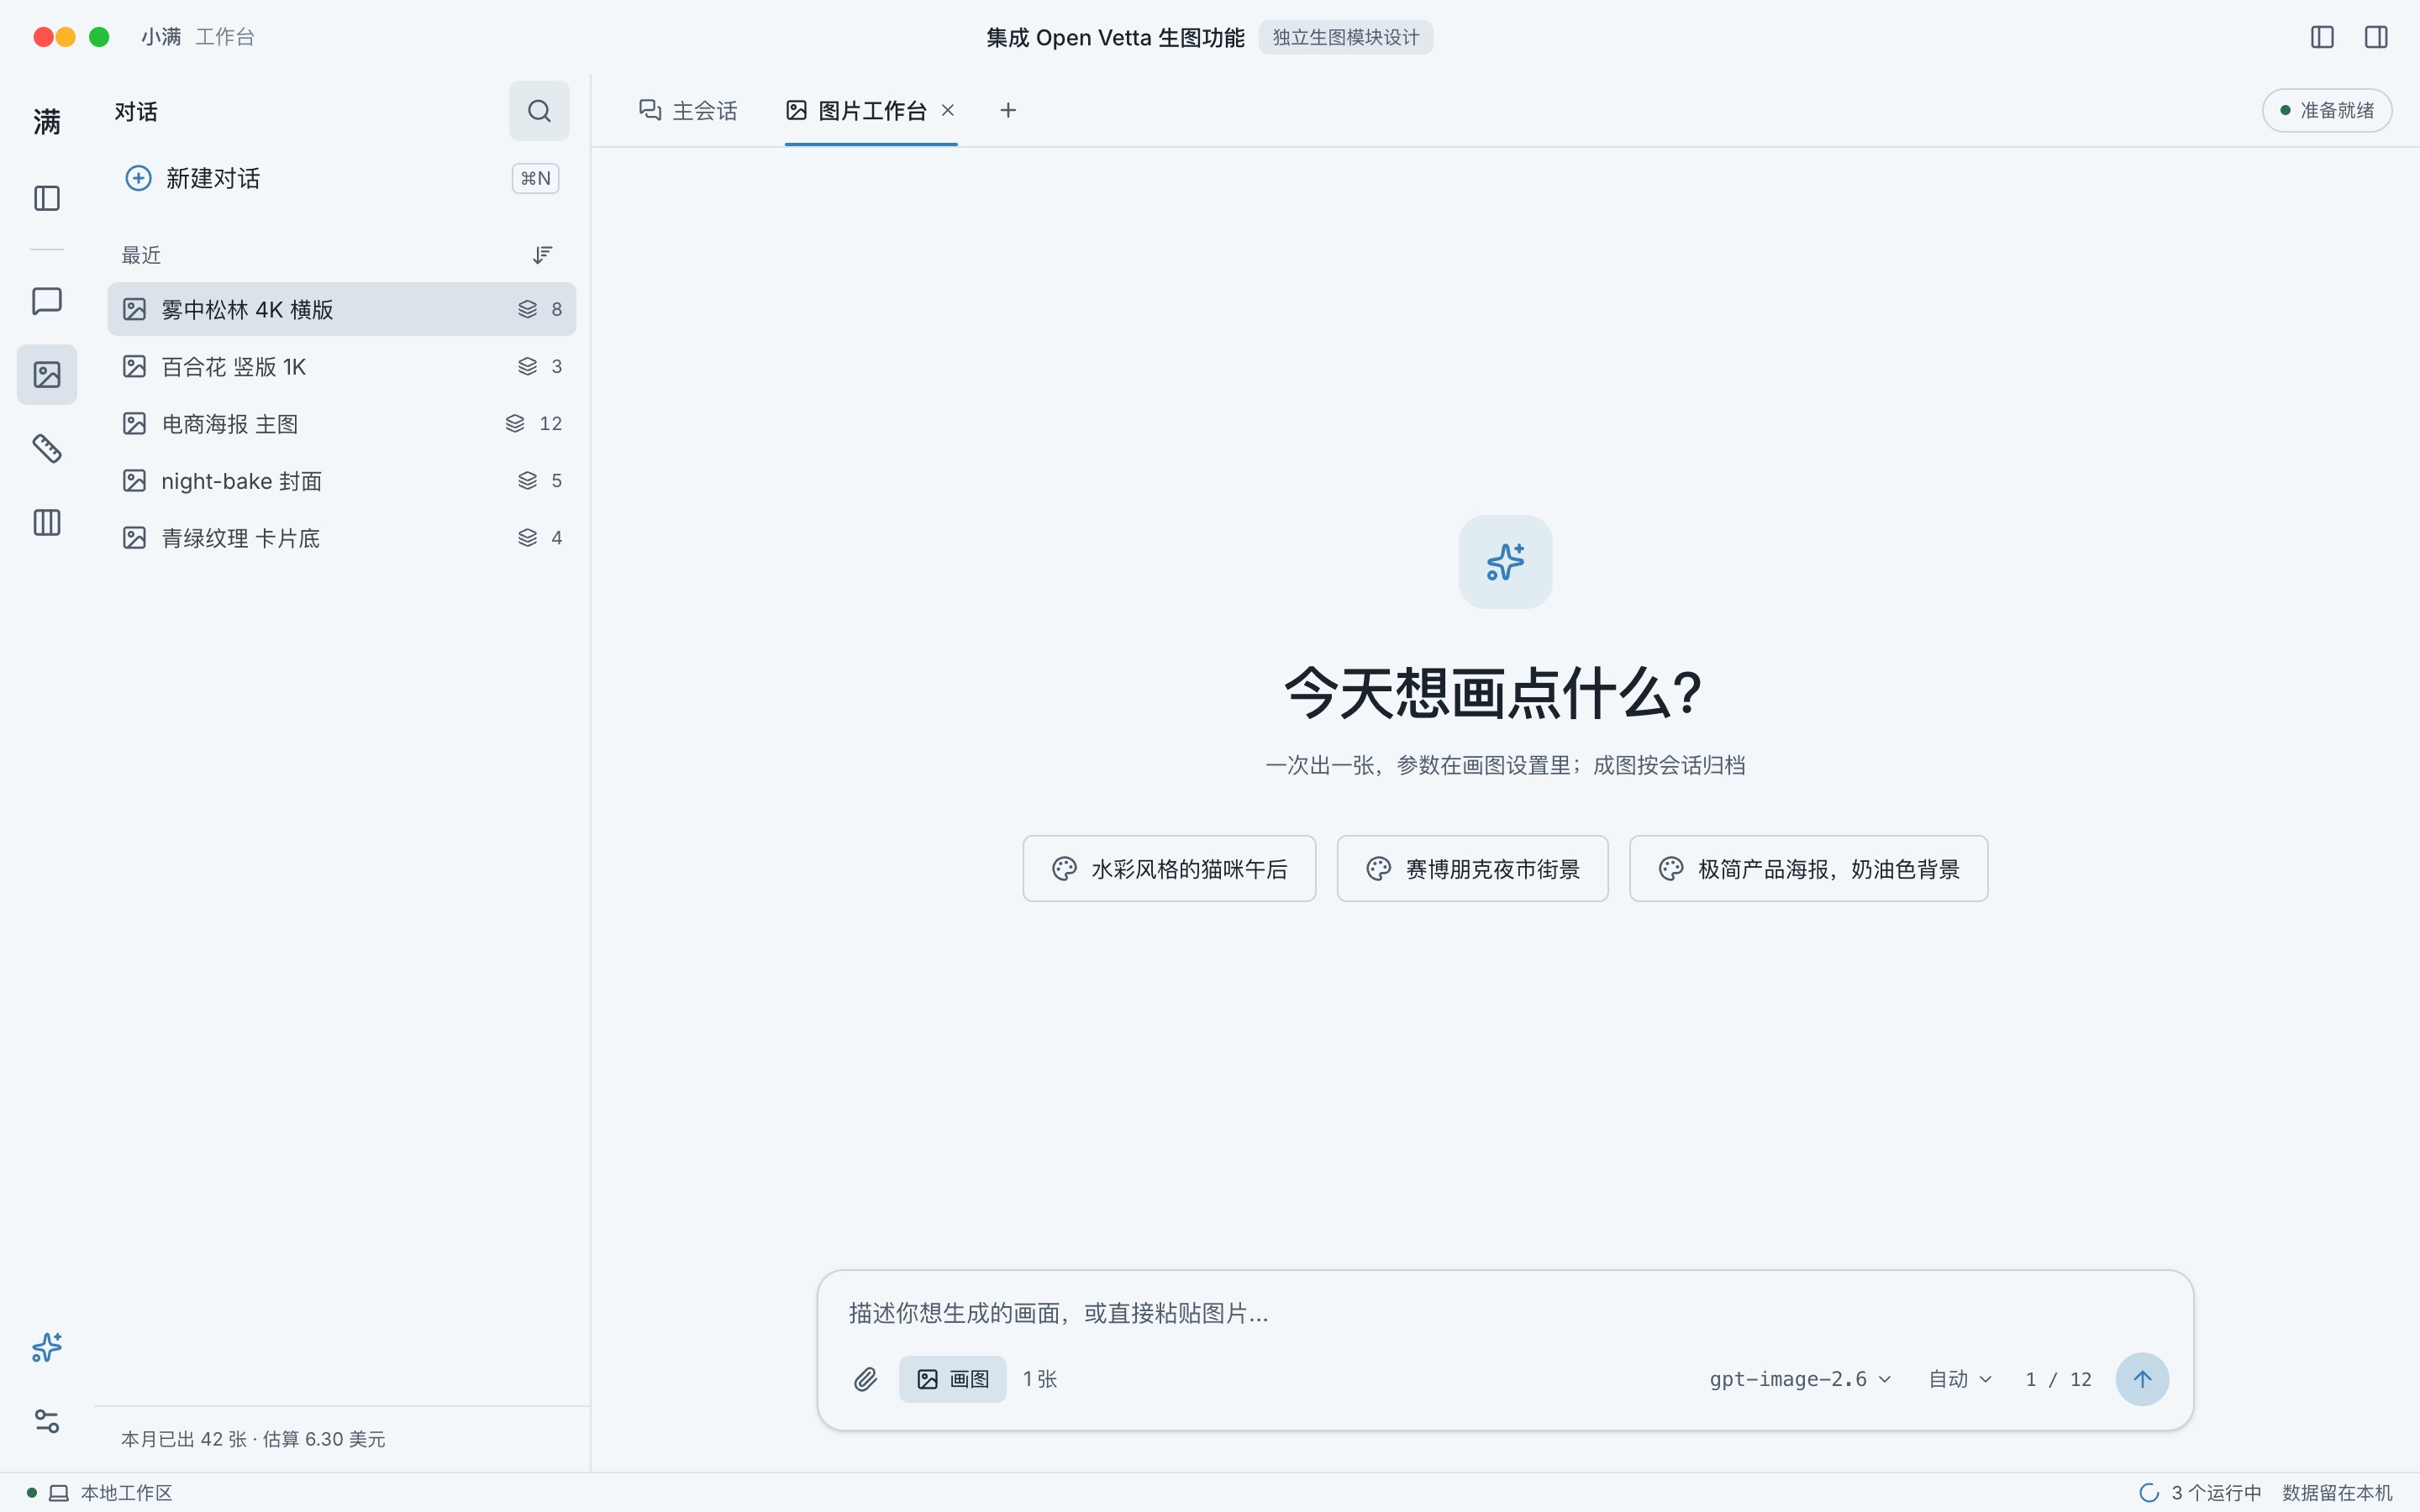 小满 工作台
集成 Open Vetta 生图功能 独立生图模块设计
满
对话
新建对话 ⌘N
最近
雾中松林 4K 横版 8
百合花 竖版 1K 3
电商海报 主图 12
night-bake 封面 5
青绿纹理 卡片底 4
本月已出 42 张 · 估算 6.30 美元
主会话 图片工作台
准备就绪
今天想画点什么?
一次出一张，参数在画图设置里；成图按会话归档
水彩风格的猫咪午后 赛博朋克夜市街景 极简产品海报，奶油色背景
描述你想生成的画面，或直接粘贴图片...
画图 1 张 gpt-image-2.6 自动 1 / 12
本地工作区 3 个运行中 数据留在本机